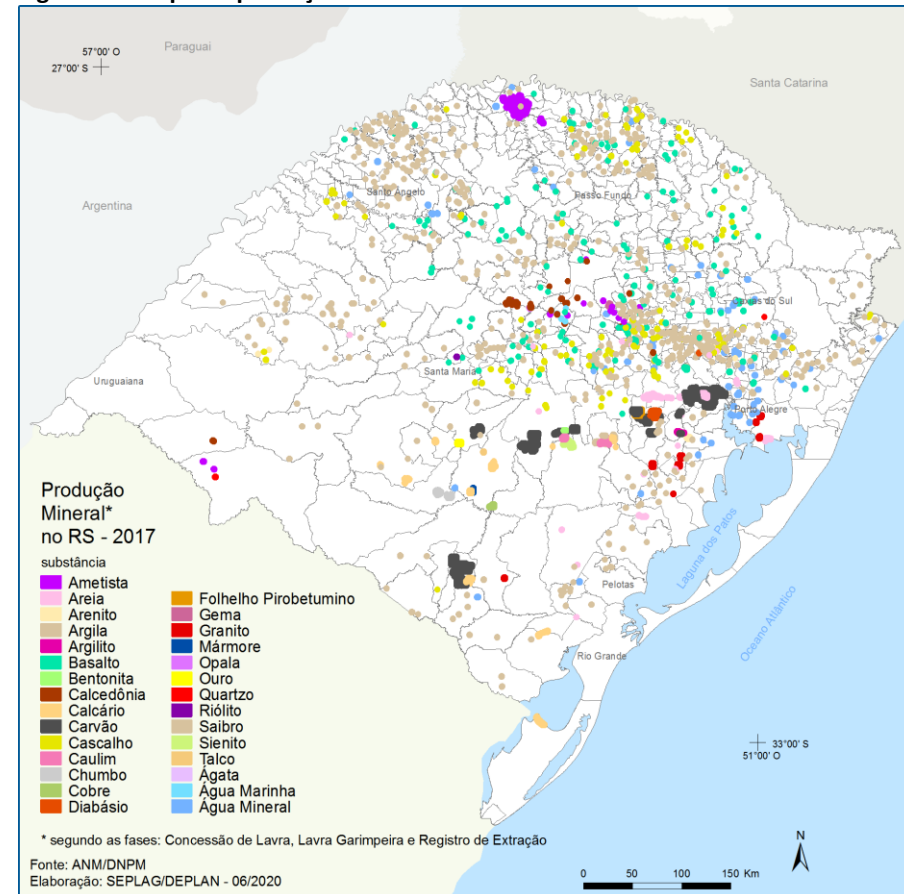 57°00' O
27°00' S
Paraguai
Santa Catarina
Argentina
Santo Ângelo
Passo Fundo
Caxias do Sul
Santa Maria
Uruguaiana
Porto Alegre
Laguna dos Patos
Pelotas
Oceano Atlântico
Rio Grande
33°00' S
51°00' O
Produção
Mineral*
no RS - 2017
substância
Ametista
Areia
Arenito
Argila
Argilito
Basalto
Bentonita
Calcedônia
Calcário
Carvão
Cascalho
Caulim
Chumbo
Cobre
Diabásio
Folhelho Pirobetumino
Gema
Granito
Mármore
Opala
Ouro
Quartzo
Riólito
Saibro
Sienito
Talco
Ágata
Água Marinha
Água Mineral
* segundo as fases: Concessão de Lavra, Lavra Garimpeira e Registro de Extração
Fonte: ANM/DNPM
Elaboração: SEPLAG/DEPLAN - 06/2020
N
0 50 100 150 Km